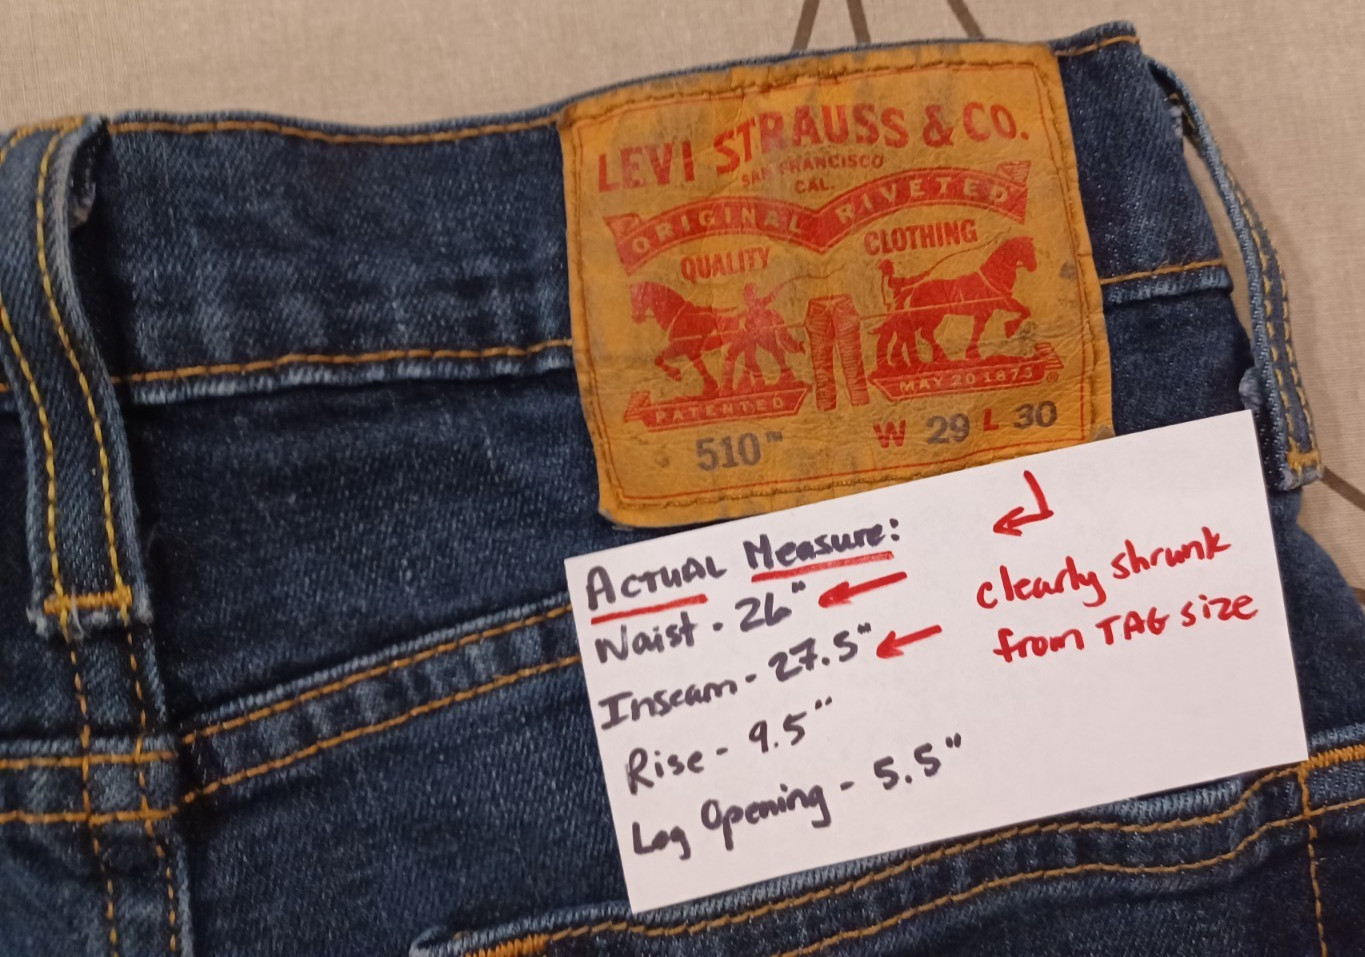 LEVI STRAUSS & CO.
SAN FRANCISCO
CAL.
ORIGINAL RIVETED
QUALITY CLOTHING
PATENTED MAY 20 1873
510™ W 29 L 30
ACTUAL Measure:
Waist - 26"
Inseam - 27.5"
Rise - 9.5"
Leg Opening - 5.5"
clearly shrunk
from TAG size